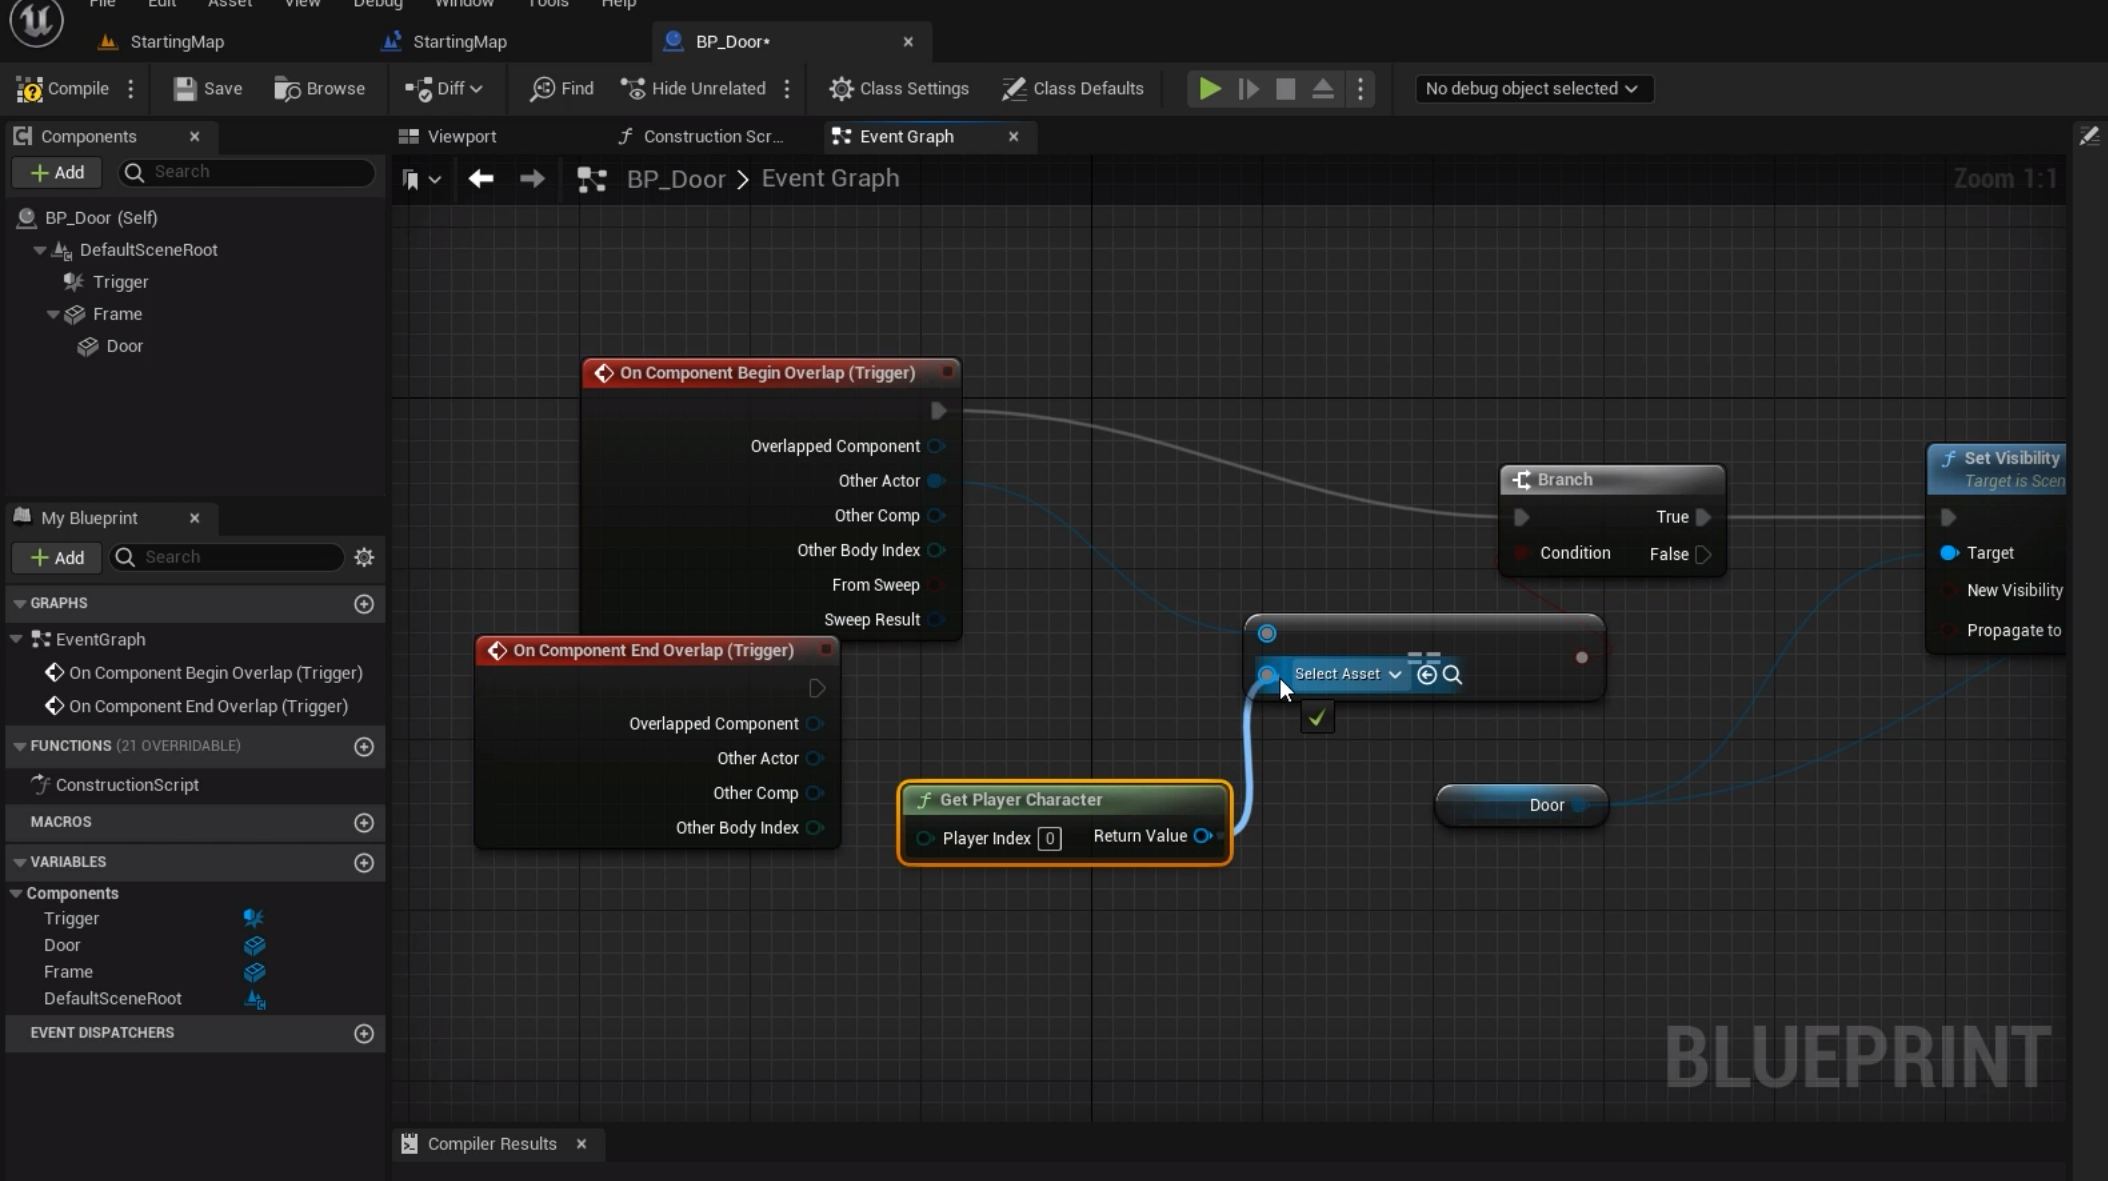 File Edit Asset View Debug Window Tools Help
StartingMap StartingMap BP_Door*
Compile Save Browse Diff Find Hide Unrelated Class Settings Class Defaults No debug object selected
Components Viewport Construction Scr... Event Graph
Add Search BP_Door > Event Graph Zoom 1:1
BP_Door (Self)
DefaultSceneRoot
Trigger
Frame
Door
My Blueprint
Add Search
GRAPHS
EventGraph
On Component Begin Overlap (Trigger)
On Component End Overlap (Trigger)
FUNCTIONS (21 OVERRIDABLE)
ConstructionScript
MACROS
VARIABLES
Components
Trigger
Door
Frame
DefaultSceneRoot
EVENT DISPATCHERS
On Component Begin Overlap (Trigger)
Overlapped Component
Other Actor
Other Comp
Other Body Index
From Sweep
Sweep Result
On Component End Overlap (Trigger)
Overlapped Component
Other Actor
Other Comp
Other Body Index
Get Player Character
Player Index 0 Return Value
==
Select Asset
Branch
True
Condition False
Door
Set Visibility
Target is Scen
Target
New Visibility
Propagate to
BLUEPRINT
Compiler Results